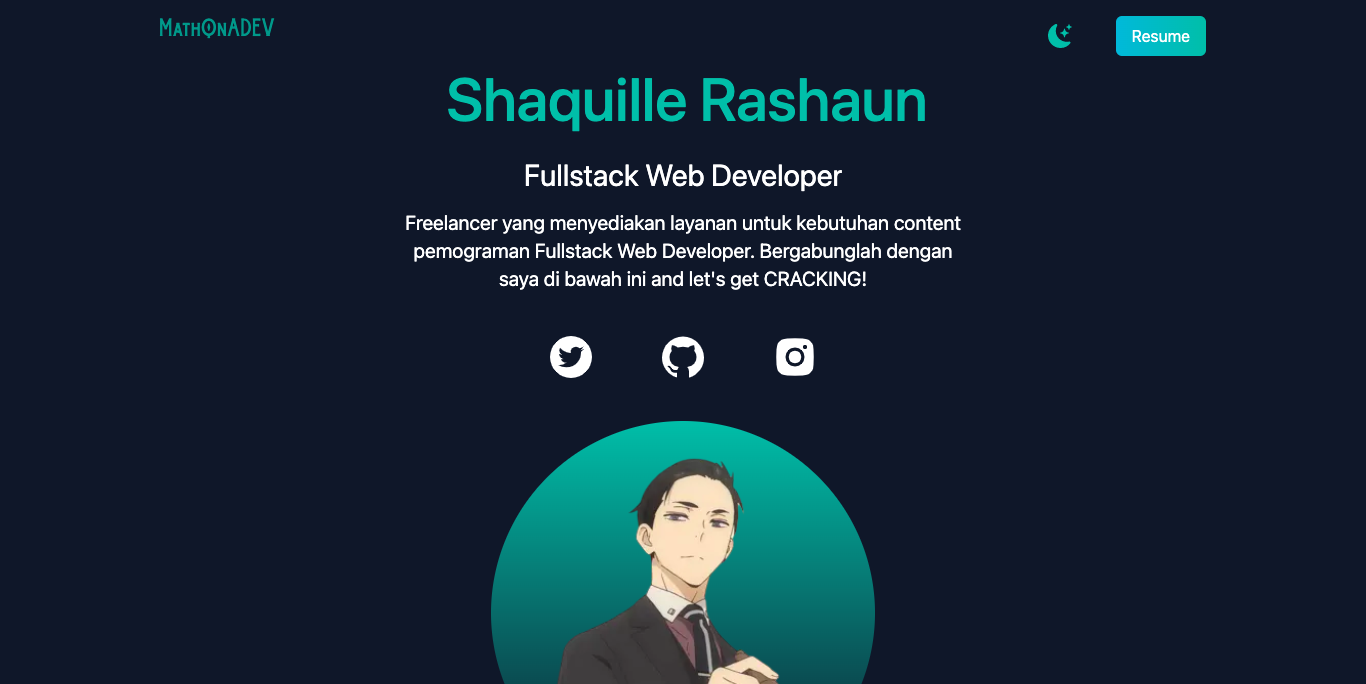 MathOnADEV
Resume
Shaquille Rashaun
Fullstack Web Developer
Freelancer yang menyediakan layanan untuk kebutuhan content
pemograman Fullstack Web Developer. Bergabunglah dengan
saya di bawah ini and let's get CRACKING!